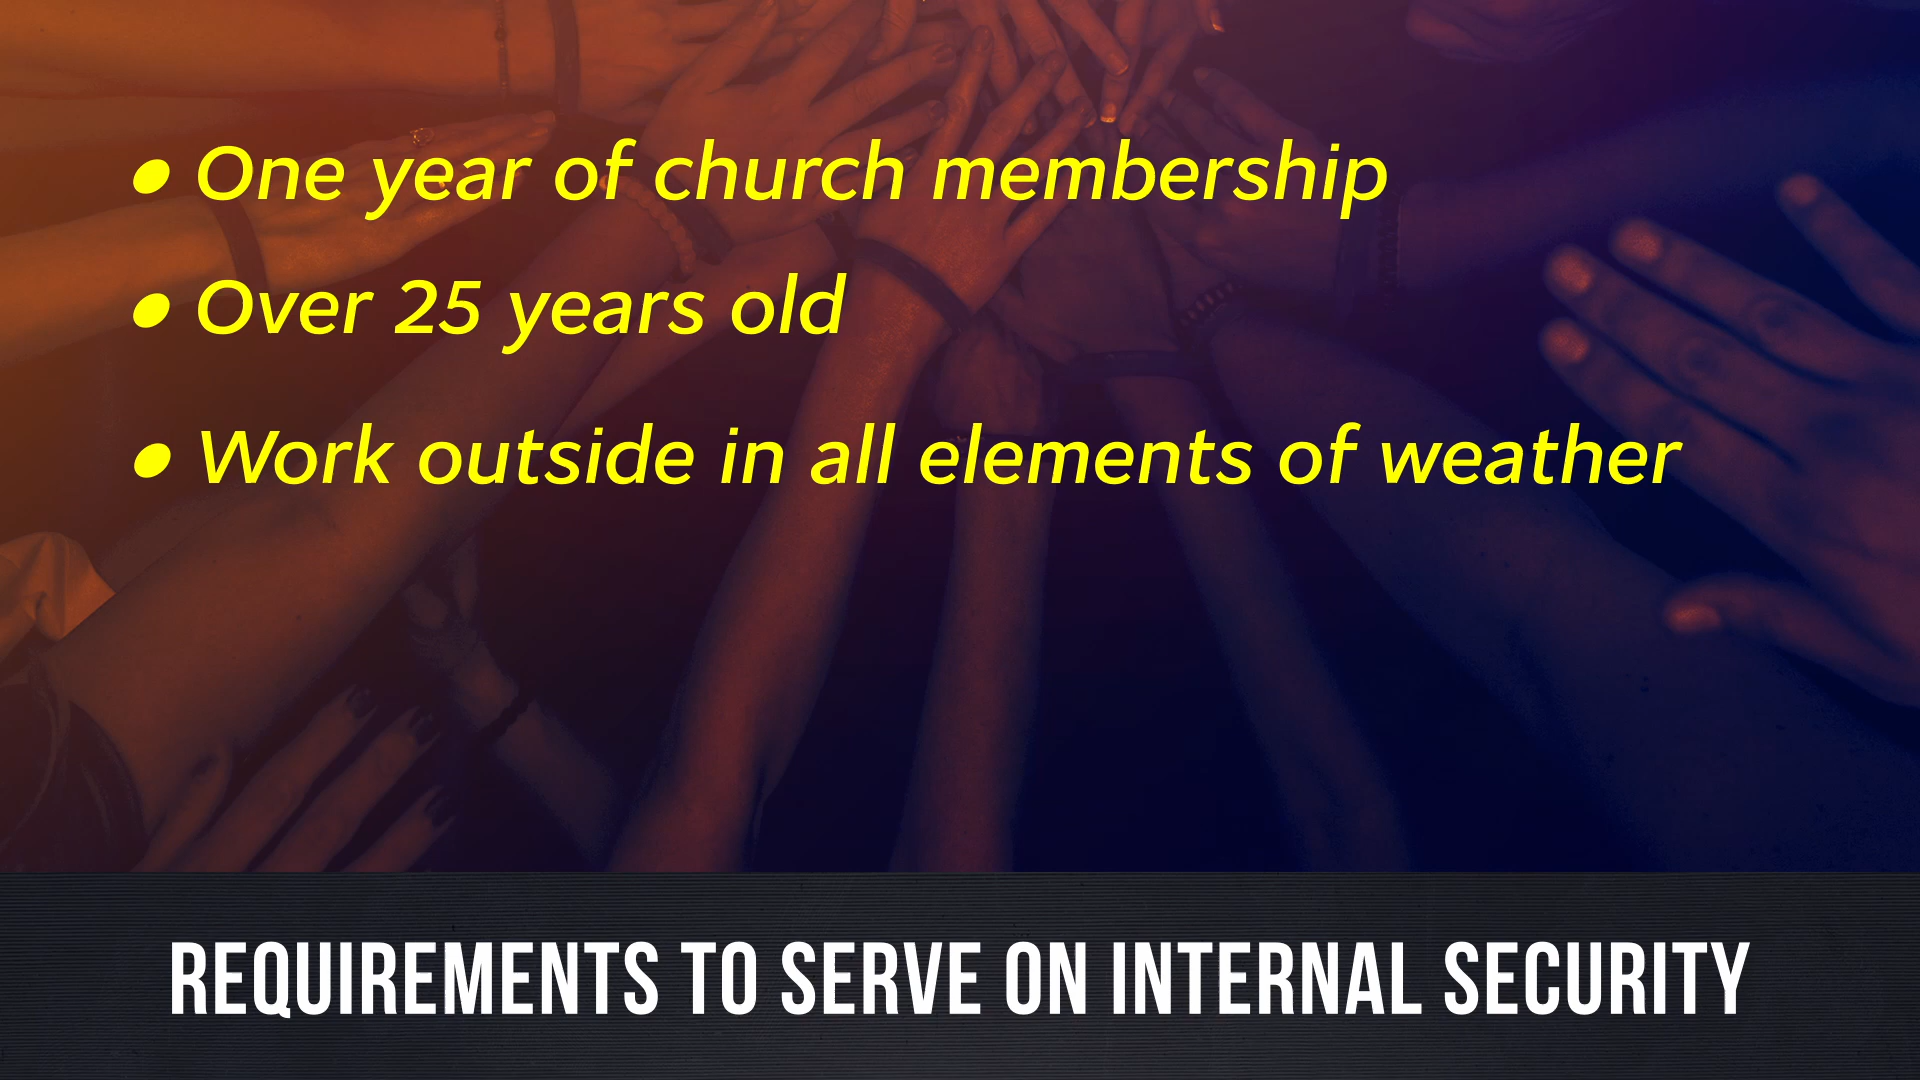 • One year of church membership
• Over 25 years old
• Work outside in all elements of weather
REQUIREMENTS TO SERVE ON INTERNAL SECURITY